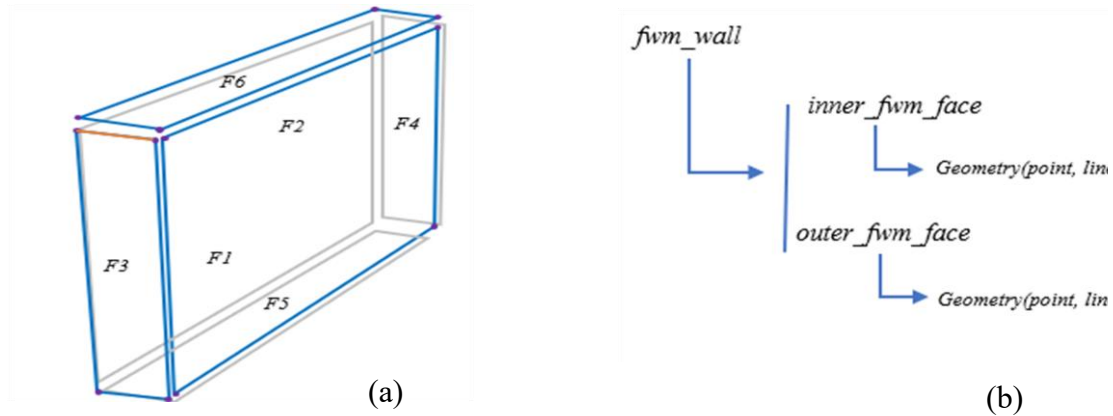 F6
F2
F4
F3
F1
F5
(a)
fwm_wall
inner_fwm_face
Geometry(point,
outer_fwm_face
Geometry(point,
(b)